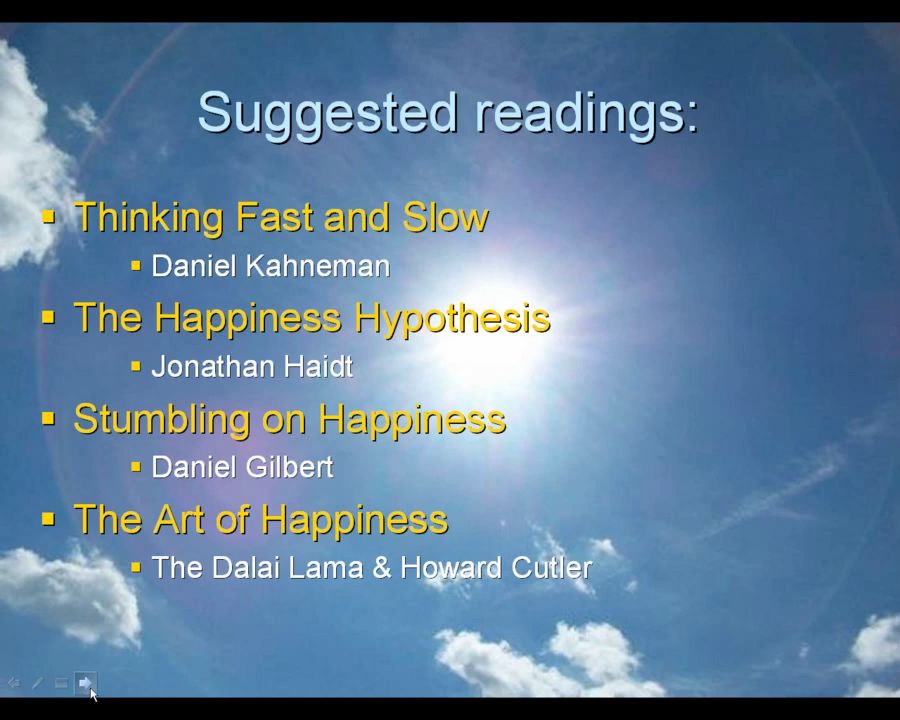 Suggested readings:
Thinking Fast and Slow
Daniel Kahneman
The Happiness Hypothesis
Jonathan Haidt
Stumbling on Happiness
Daniel Gilbert
The Art of Happiness
The Dalai Lama & Howard Cutler